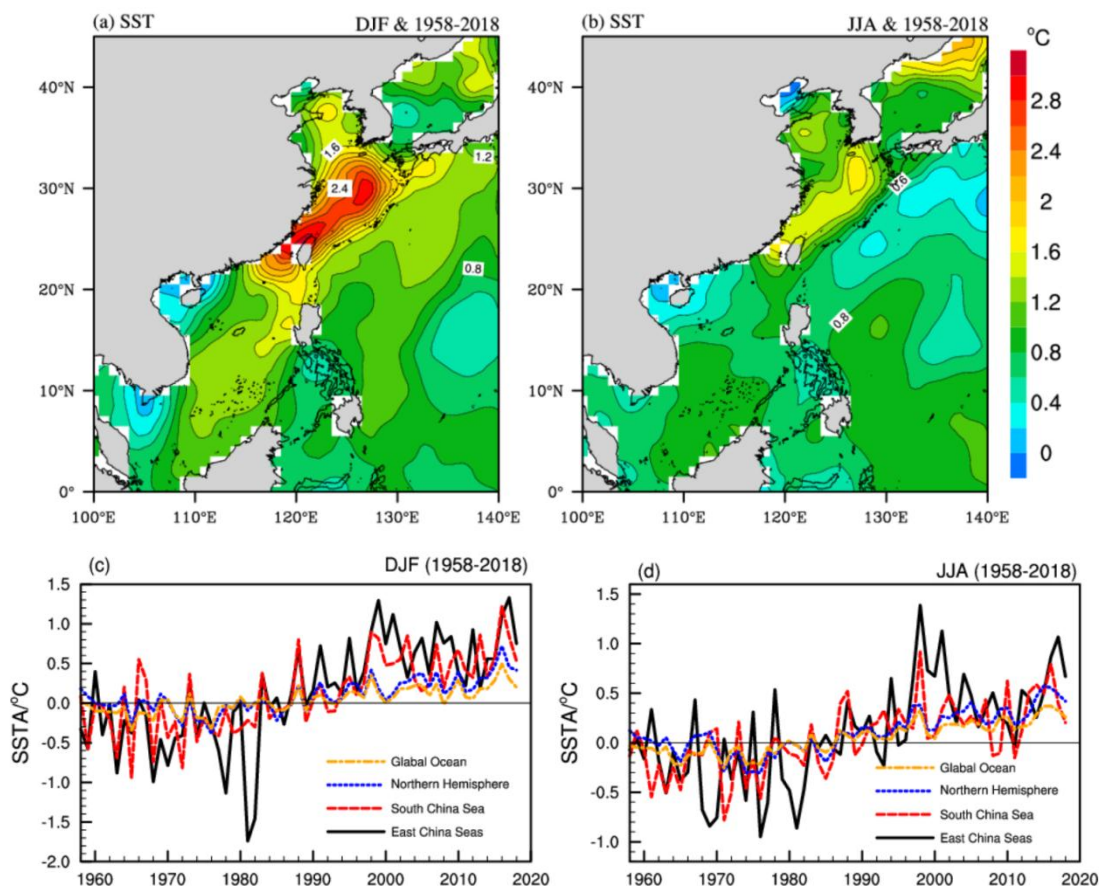 (a) SST DJF & 1958-2018
(b) SST JJA & 1958-2018
°C
40°N
30°N
20°N
10°N
0°
100°E 110°E 120°E 130°E 140°E
1.6
2.4
1.2
0.8
40°N
30°N
20°N
10°N
0°
100°E 110°E 120°E 130°E 140°E
0.6
0.8
2.8
2.4
2
1.6
1.2
0.8
0.4
0
(c) DJF (1958-2018)
SSTA/°C
1.5
1.0
0.5
0.0
-0.5
-1.0
-1.5
-2.0
Glabal Ocean
Northern Hemisphere
South China Sea
East China Seas
1960 1970 1980 1990 2000 2010 2020
(d) JJA (1958-2018)
SSTA/°C
1.5
1.0
0.5
0.0
-0.5
-1.0
Glabal Ocean
Northern Hemisphere
South China Sea
East China Seas
1960 1970 1980 1990 2000 2010 2020